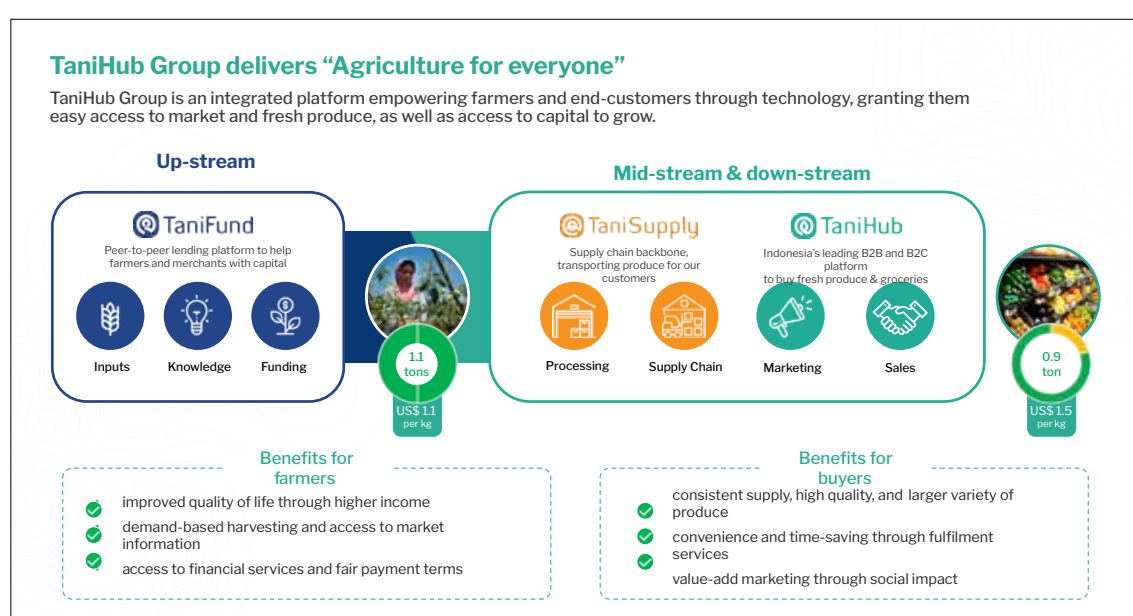 TaniHub Group delivers “Agriculture for everyone”
TaniHub Group is an integrated platform empowering farmers and end-customers through technology, granting them
easy access to market and fresh produce, as well as access to capital to grow.
Up-stream
TaniFund
Peer-to-peer lending platform to help
farmers and merchants with capital
Inputs
Knowledge
Funding
1.1
tons
US$ 1.1
per kg
Mid-stream & down-stream
TaniSupply
Supply chain backbone,
transporting produce for our
customers
Processing
Supply Chain
TaniHub
Indonesia's leading B2B and B2C
platform
to buy fresh produce & groceries
Marketing
Sales
0.9
ton
US$ 1.5
per kg
Benefits for
farmers
improved quality of life through higher income
demand-based harvesting and access to market
information
access to financial services and fair payment terms
Benefits for
buyers
consistent supply, high quality, and larger variety of
produce
convenience and time-saving through fulfilment
services
value-add marketing through social impact